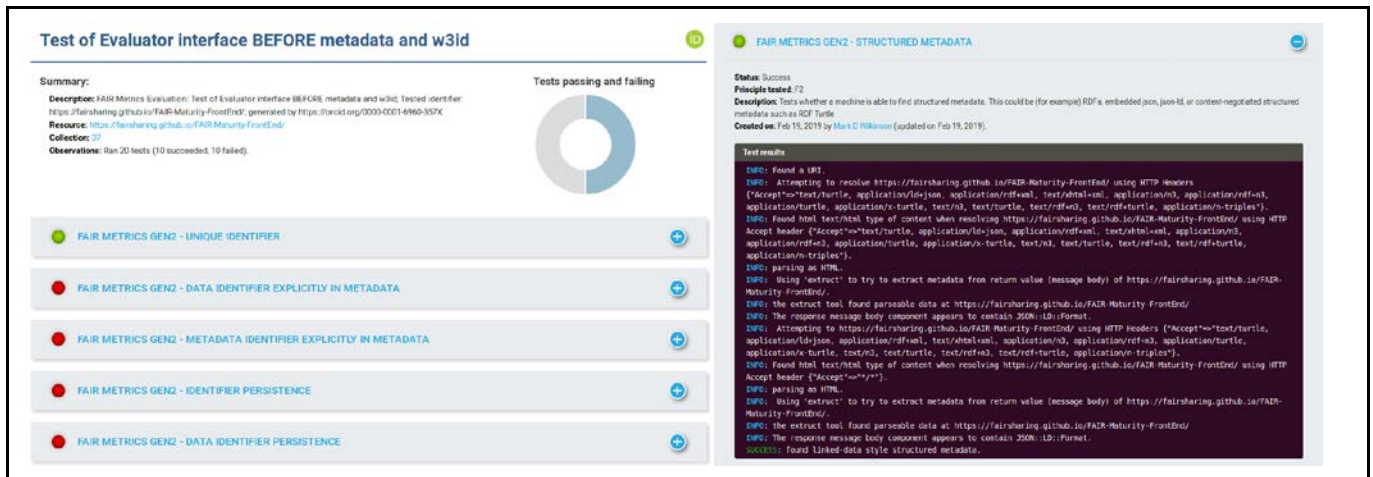 Test of Evaluator interface BEFORE metadata and w3id
iD
Summary:
Tests passing and failing
Description: FAIR Metrics Evaluation: Test of Evaluator interface BEFORE metadata and w3id; Tested identifier
https://fairsharing.github.io/FAIR-Maturity-FrontEnd/, generated by https://orcid.org/0000-0001-6960-357X
Resource: https://fairsharing.github.io/FAIR-Maturity-FrontEnd/
Collection: 37
Observations: Ran 20 tests (10 succeeded, 10 failed).
FAIR METRICS GEN2 - UNIQUE IDENTIFIER
FAIR METRICS GEN2 - DATA IDENTIFIER EXPLICITLY IN METADATA
FAIR METRICS GEN2 - METADATA IDENTIFIER EXPLICITLY IN METADATA
FAIR METRICS GEN2 - IDENTIFIER PERSISTENCE
FAIR METRICS GEN2 - DATA IDENTIFIER PERSISTENCE
FAIR METRICS GEN2 - STRUCTURED METADATA
Status: Success
Principle tested: F2
Description: Tests whether a machine is able to find structured metadata. This could be (for example) RDFa, embedded json, json-ld, or content-negotiated structured
metadata such as RDF Turtle
Created on: Feb 19, 2019 by Mark D Wilkinson (updated on Feb 19, 2019).
Test results
INFO: Found a URI.
INFO: Attempting to resolve https://fairsharing.github.io/FAIR-Maturity-FrontEnd/ using HTTP Headers
{"Accept"=>"text/turtle, application/ld+json, application/rdf+xml, text/xhtml+xml, application/n3, application/rdf+n3,
application/turtle, application/x-turtle, text/n3, text/turtle, text/rdf+n3, text/rdf+turtle, application/n-triples"}.
INFO: Found html text/html type of content when resolving https://fairsharing.github.io/FAIR-Maturity-FrontEnd/ using HTTP
Accept header {"Accept"=>"text/turtle, application/ld+json, application/rdf+xml, text/xhtml+xml, application/n3,
application/rdf+n3, application/turtle, application/x-turtle, text/n3, text/turtle, text/rdf+n3, text/rdf+turtle,
application/n-triples"}.
INFO: parsing as HTML.
INFO: Using 'extruct' to try to extract metadata from return value (message body) of https://fairsharing.github.io/FAIR-
Maturity-FrontEnd/.
INFO: the extruct tool found parseable data at https://fairsharing.github.io/FAIR-Maturity-FrontEnd/
INFO: The response message body component appears to contain JSON::LD::Format.
INFO: Attempting to https://fairsharing.github.io/FAIR-Maturity-FrontEnd/ using HTTP Headers {"Accept"=>"text/turtle,
application/ld+json, application/rdf+xml, text/xhtml+xml, application/n3, application/rdf+n3, application/turtle,
application/x-turtle, text/n3, text/turtle, text/rdf+n3, text/rdf+turtle, application/n-triples"}.
INFO: Found html text/html type of content when resolving https://fairsharing.github.io/FAIR-Maturity-FrontEnd/ using HTTP
Accept header {"Accept"=>"*/*"}.
INFO: parsing as HTML.
INFO: Using 'extruct' to try to extract metadata from return value (message body) of https://fairsharing.github.io/FAIR-
Maturity-FrontEnd/.
INFO: the extruct tool found parseable data at https://fairsharing.github.io/FAIR-Maturity-FrontEnd/
INFO: The response message body component appears to contain JSON::LD::Format.
SUCCESS: Found linked-data style structured metadata.